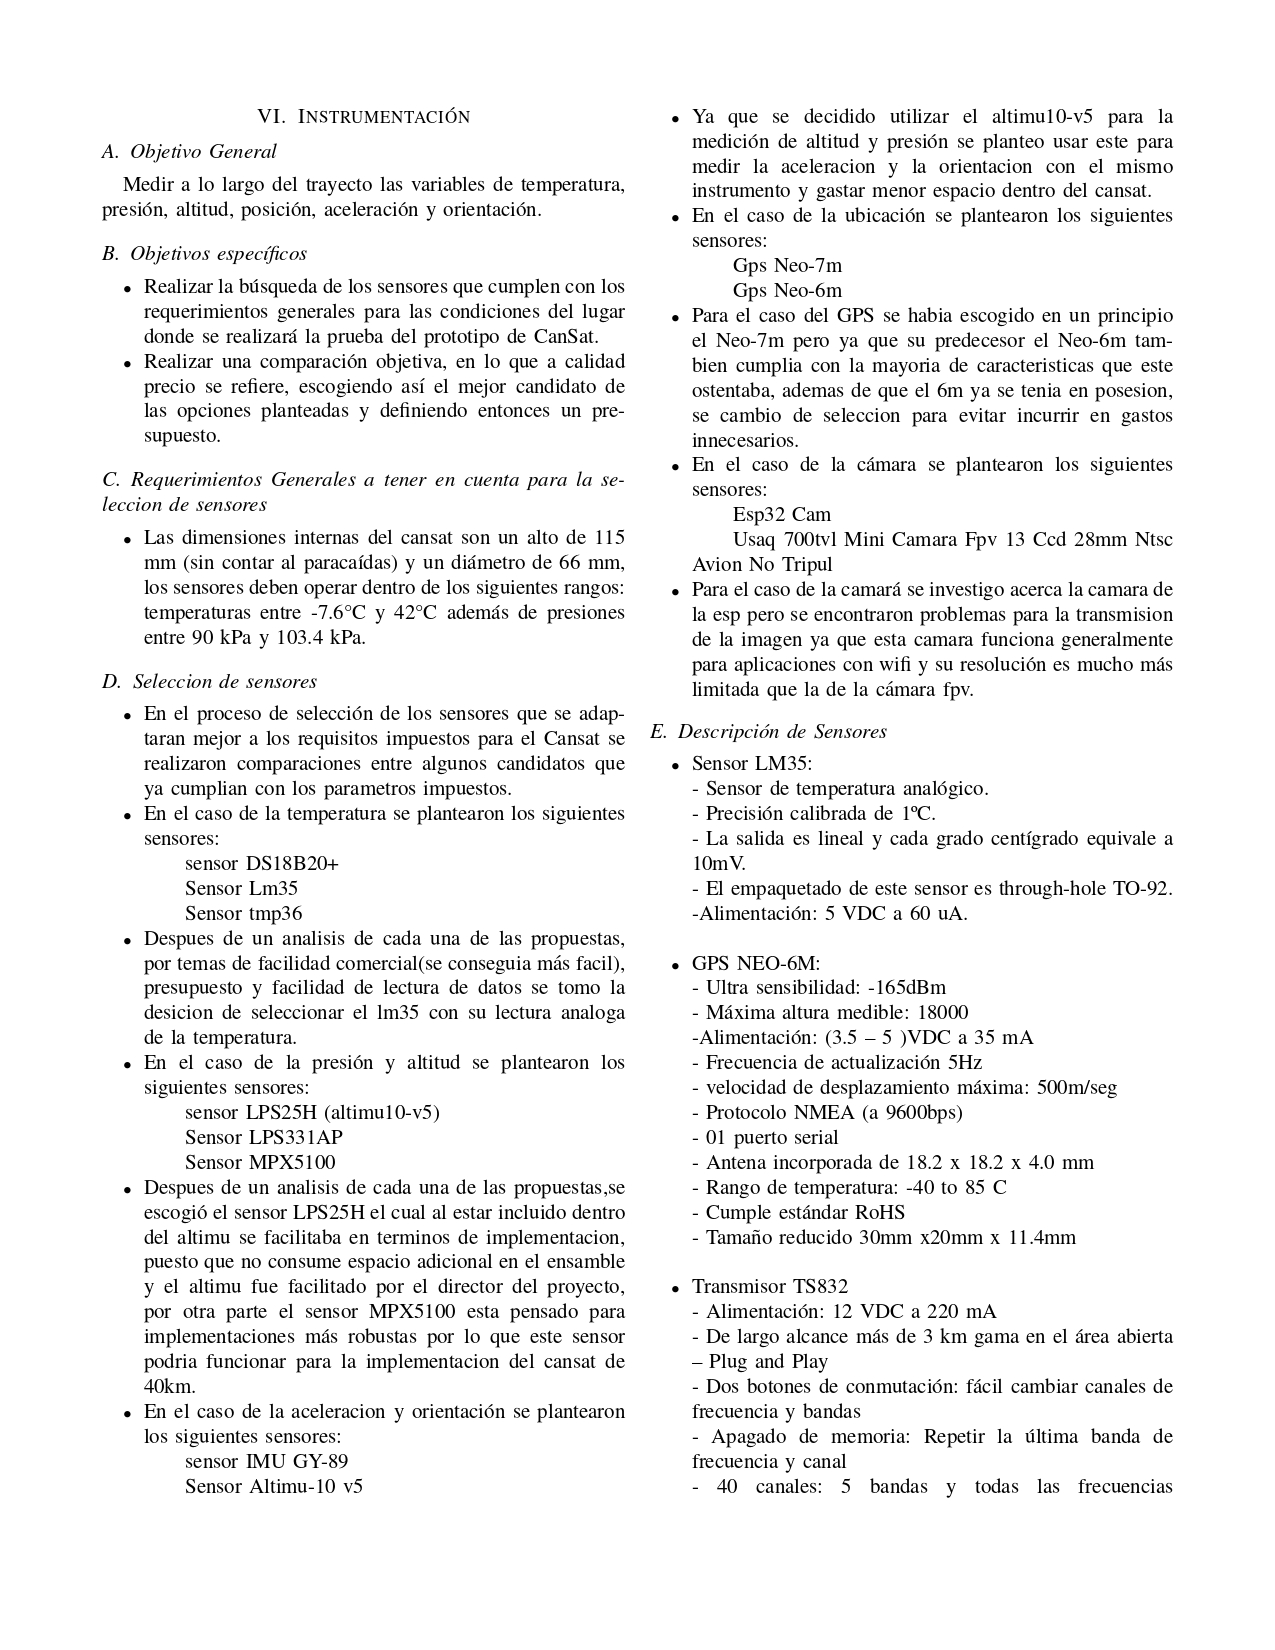 VI. INSTRUMENTACIÓN
A. Objetivo General
Medir a lo largo del trayecto las variables de temperatura,
presión, altitud, posición, aceleración y orientación.
B. Objetivos específicos
• Realizar la búsqueda de los sensores que cumplen con los
requerimientos generales para las condiciones del lugar
donde se realizará la prueba del prototipo de CanSat.
• Realizar una comparación objetiva, en lo que a calidad
precio se refiere, escogiendo así el mejor candidato de
las opciones planteadas y definiendo entonces un pre-
supuesto.
C. Requerimientos Generales a tener en cuenta para la se-
leccion de sensores
• Las dimensiones internas del cansat son un alto de 115
mm (sin contar al paracaídas) y un diámetro de 66 mm,
los sensores deben operar dentro de los siguientes rangos:
temperaturas entre -7.6°C y 42°C además de presiones
entre 90 kPa y 103.4 kPa.
D. Seleccion de sensores
• En el proceso de selección de los sensores que se adap-
taran mejor a los requisitos impuestos para el Cansat se
realizaron comparaciones entre algunos candidatos que
ya cumplian con los parametros impuestos.
• En el caso de la temperatura se plantearon los siguientes
sensores:
sensor DS18B20+
Sensor Lm35
Sensor tmp36
• Despues de un analisis de cada una de las propuestas,
por temas de facilidad comercial(se conseguia más facil),
presupuesto y facilidad de lectura de datos se tomo la
desicion de seleccionar el lm35 con su lectura analoga
de la temperatura.
• En el caso de la presión y altitud se plantearon los
siguientes sensores:
sensor LPS25H (altimu10-v5)
Sensor LPS331AP
Sensor MPX5100
• Despues de un analisis de cada una de las propuestas,se
escogió el sensor LPS25H el cual al estar incluido dentro
del altimu se facilitaba en terminos de implementacion,
puesto que no consume espacio adicional en el ensamble
y el altimu fue facilitado por el director del proyecto,
por otra parte el sensor MPX5100 esta pensado para
implementaciones más robustas por lo que este sensor
podria funcionar para la implementacion del cansat de
40km.
• En el caso de la aceleracion y orientación se plantearon
los siguientes sensores:
sensor IMU GY-89
Sensor Altimu-10 v5
• Ya que se decidido utilizar el altimu10-v5 para la
medición de altitud y presión se planteo usar este para
medir la aceleracion y la orientacion con el mismo
instrumento y gastar menor espacio dentro del cansat.
• En el caso de la ubicación se plantearon los siguientes
sensores:
Gps Neo-7m
Gps Neo-6m
• Para el caso del GPS se habia escogido en un principio
el Neo-7m pero ya que su predecesor el Neo-6m tam-
bien cumplia con la mayoria de caracteristicas que este
ostentaba, ademas de que el 6m ya se tenia en posesion,
se cambio de seleccion para evitar incurrir en gastos
innecesarios.
• En el caso de la cámara se plantearon los siguientes
sensores:
Esp32 Cam
Usaq 700tvl Mini Camara Fpv 13 Ccd 28mm Ntsc
Avion No Tripul
• Para el caso de la camará se investigo acerca la camara de
la esp pero se encontraron problemas para la transmision
de la imagen ya que esta camara funciona generalmente
para aplicaciones con wifi y su resolución es mucho más
limitada que la de la cámara fpv.
E. Descripción de Sensores
• Sensor LM35:
- Sensor de temperatura analógico.
- Precisión calibrada de 1ºC.
- La salida es lineal y cada grado centígrado equivale a
10mV.
- El empaquetado de este sensor es through-hole TO-92.
-Alimentación: 5 VDC a 60 uA.
• GPS NEO-6M:
- Ultra sensibilidad: -165dBm
- Máxima altura medible: 18000
-Alimentación: (3.5 – 5 )VDC a 35 mA
- Frecuencia de actualización 5Hz
- velocidad de desplazamiento máxima: 500m/seg
- Protocolo NMEA (a 9600bps)
- 01 puerto serial
- Antena incorporada de 18.2 x 18.2 x 4.0 mm
- Rango de temperatura: -40 to 85 C
- Cumple estándar RoHS
- Tamaño reducido 30mm x20mm x 11.4mm
• Transmisor TS832
- Alimentación: 12 VDC a 220 mA
- De largo alcance más de 3 km gama en el área abierta
– Plug and Play
- Dos botones de conmutación: fácil cambiar canales de
frecuencia y bandas
- Apagado de memoria: Repetir la última banda de
frecuencia y canal
- 40 canales: 5 bandas y todas las frecuencias